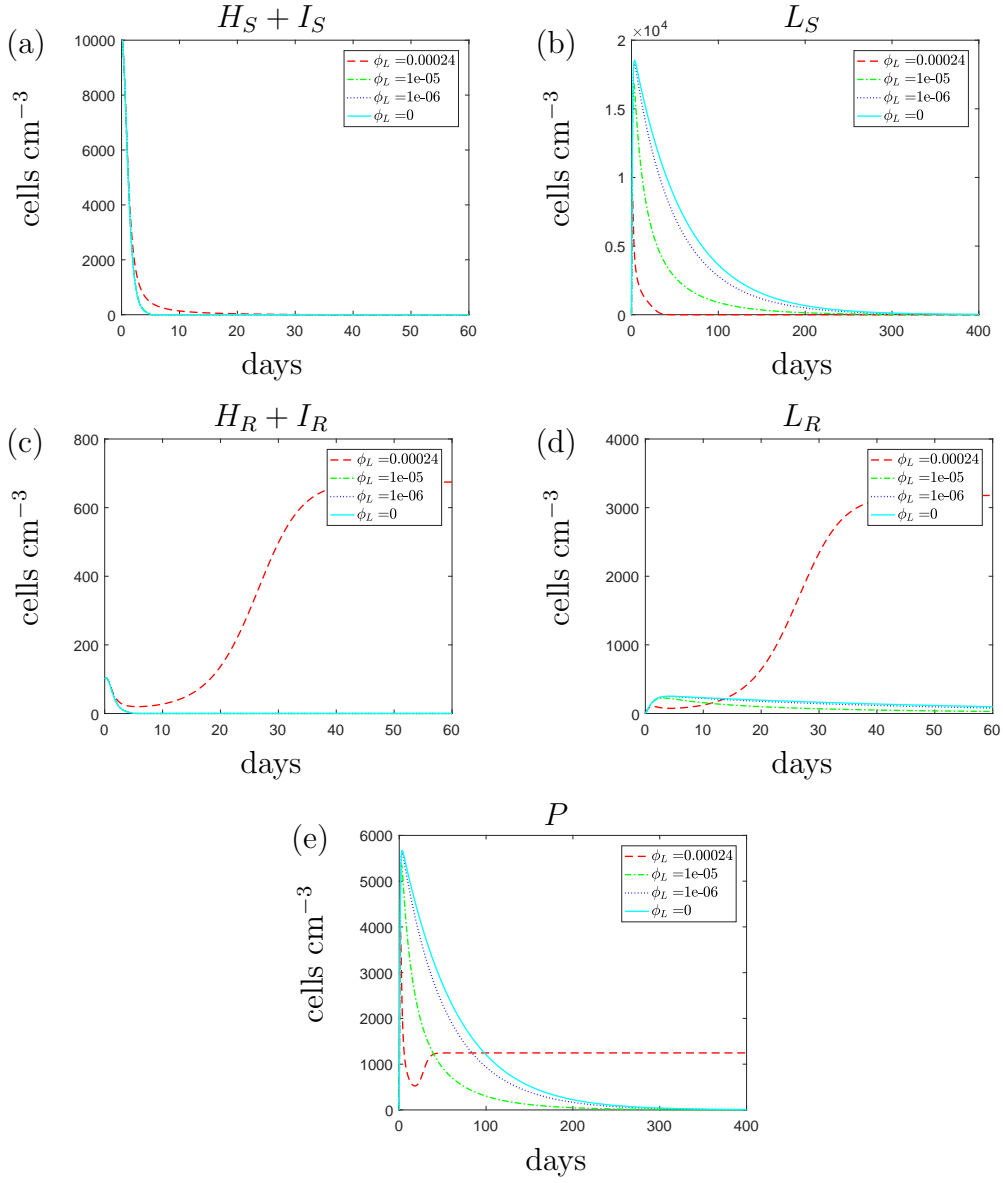 (a)
H_S + I_S
10000
8000
6000
4000
2000
0
cells cm⁻³
0 10 20 30 40 50 60
days
ϕ_L =0.00024
ϕ_L =1e-05
ϕ_L =1e-06
ϕ_L =0
(b)
L_S
×10⁴
2
1.5
1
0.5
0
cells cm⁻³
0 100 200 300 400
days
ϕ_L =0.00024
ϕ_L =1e-05
ϕ_L =1e-06
ϕ_L =0
(c)
H_R + I_R
800
600
400
200
0
cells cm⁻³
0 10 20 30 40 50 60
days
ϕ_L =0.00024
ϕ_L =1e-05
ϕ_L =1e-06
ϕ_L =0
(d)
L_R
4000
3000
2000
1000
0
cells cm⁻³
0 10 20 30 40 50 60
days
ϕ_L =0.00024
ϕ_L =1e-05
ϕ_L =1e-06
ϕ_L =0
(e)
P
6000
5000
4000
3000
2000
1000
0
cells cm⁻³
0 100 200 300 400
days
ϕ_L =0.00024
ϕ_L =1e-05
ϕ_L =1e-06
ϕ_L =0